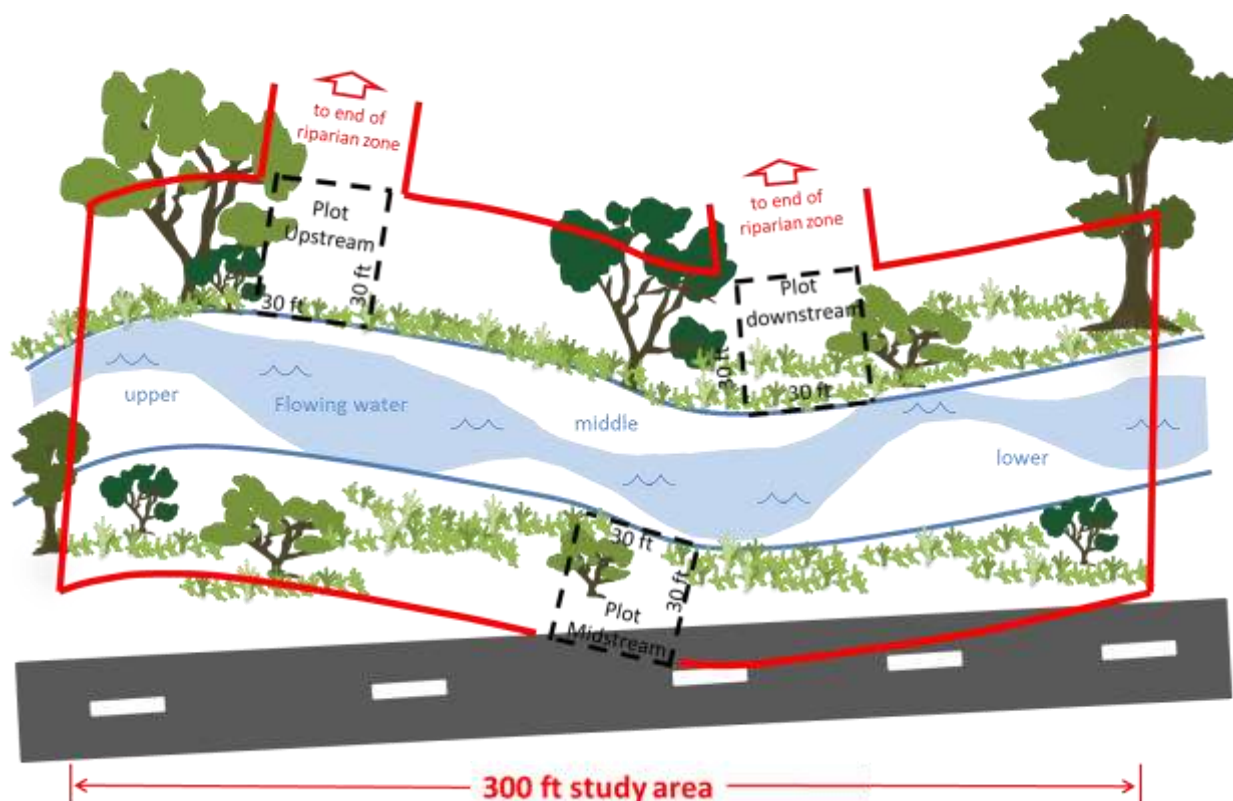 to end of
riparian zone
Plot
Upstream
30 ft
30 ft
to end of
riparian zone
Plot
downstream
30 ft
30 ft
upper
Flowing water
middle
lower
30 ft
30 ft
Plot
Midstream
300 ft study area